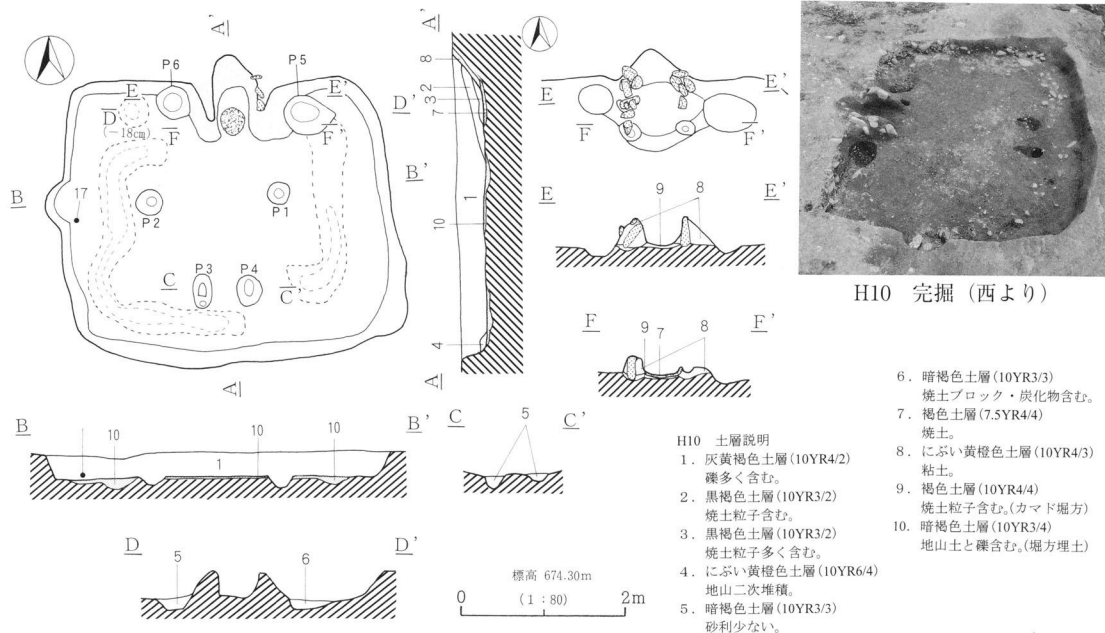 A'
P6
P5
E
E'
D
(−18cm)
F
F'
D'
B
17
P2
P1
B'
C
P3
P4
C'
A
A'
8
2
3
7
1
10
4
A
E
E'
F
F'
E
9
8
E'
F
9
7
8
F'
H10 完掘（西より）
B
10
1
10
10
B'
C
5
C'
D
5
6
D'
標高 674.30m
0
(1:80)
2m
H10 土層説明
1. 灰黄褐色土層(10YR4/2)
礫多く含む。
2. 黒褐色土層(10YR3/2)
焼土粒子含む。
3. 黒褐色土層(10YR3/2)
焼土粒子多く含む。
4. にぶい黄橙色土層(10YR6/4)
地山二次堆積。
5. 暗褐色土層(10YR3/3)
砂利少ない。
6. 暗褐色土層(10YR3/3)
焼土ブロック・炭化物含む。
7. 褐色土層(7.5YR4/4)
焼土。
8. にぶい黄橙色土層(10YR4/3)
粘土。
9. 褐色土層(10YR4/4)
焼土粒子含む。(カマド堀方)
10. 暗褐色土層(10YR3/4)
地山土と礫含む。(堀方埋土)